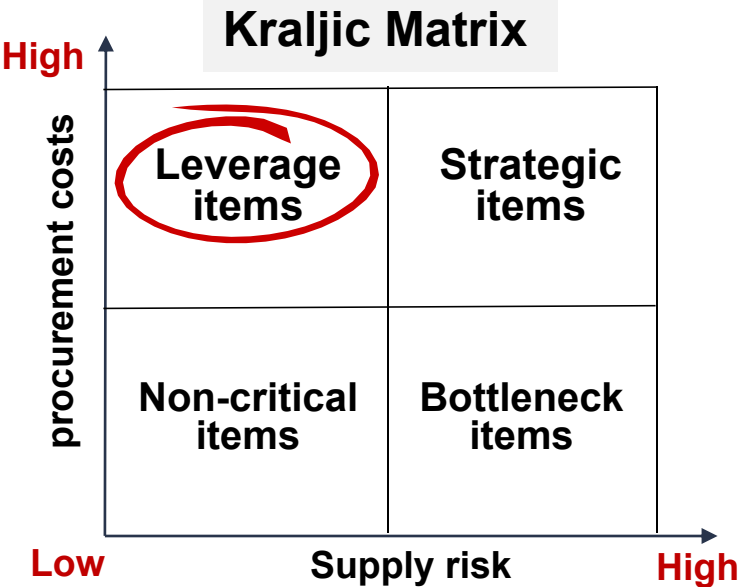 Kraljic Matrix
High
procurement costs
Leverage
items
Strategic
items
Non-critical
items
Bottleneck
items
Low
Supply risk
High